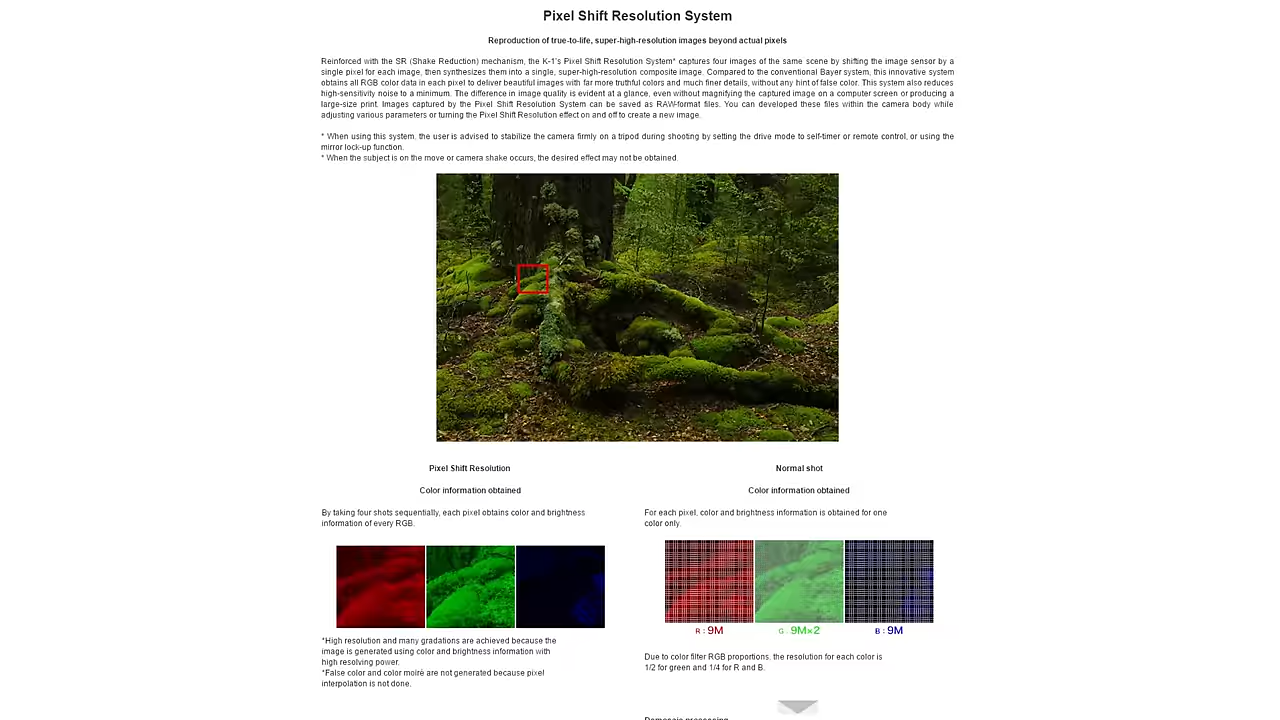 Pixel Shift Resolution System
Reproduction of true-to-life, super-high-resolution images beyond actual pixels
Reinforced with the SR (Shake Reduction) mechanism, the K-1's Pixel Shift Resolution System* captures four images of the same scene by shifting the image sensor by a
single pixel for each image, then synthesizes them into a single, super-high-resolution composite image. Compared to the conventional Bayer system, this innovative system
obtains all RGB color data in each pixel to deliver beautiful images with far more truthful colors and much finer details, without any hint of false color. This system also reduces
high-sensitivity noise to a minimum. The difference in image quality is evident at a glance, even without magnifying the captured image on a computer screen or producing a
large-size print. Images captured by the Pixel Shift Resolution System can be saved as RAW-format files. You can developed these files within the camera body while
adjusting various parameters or turning the Pixel Shift Resolution effect on and off to create a new image.
* When using this system, the user is advised to stabilize the camera firmly on a tripod during shooting by setting the drive mode to self-timer or remote control, or using the
mirror lock-up function.
* When the subject is on the move or camera shake occurs, the desired effect may not be obtained.
Pixel Shift Resolution
Color information obtained
By taking four shots sequentially, each pixel obtains color and brightness
information of every RGB.
*High resolution and many gradations are achieved because the
image is generated using color and brightness information with
high resolving power.
*False color and color moiré are not generated because pixel
interpolation is not done.
Normal shot
Color information obtained
For each pixel, color and brightness information is obtained for one
color only.
R : 9M G : 9M×2 B : 9M
Due to color filter RGB proportions, the resolution for each color is
1/2 for green and 1/4 for R and B.
Demosaic processing